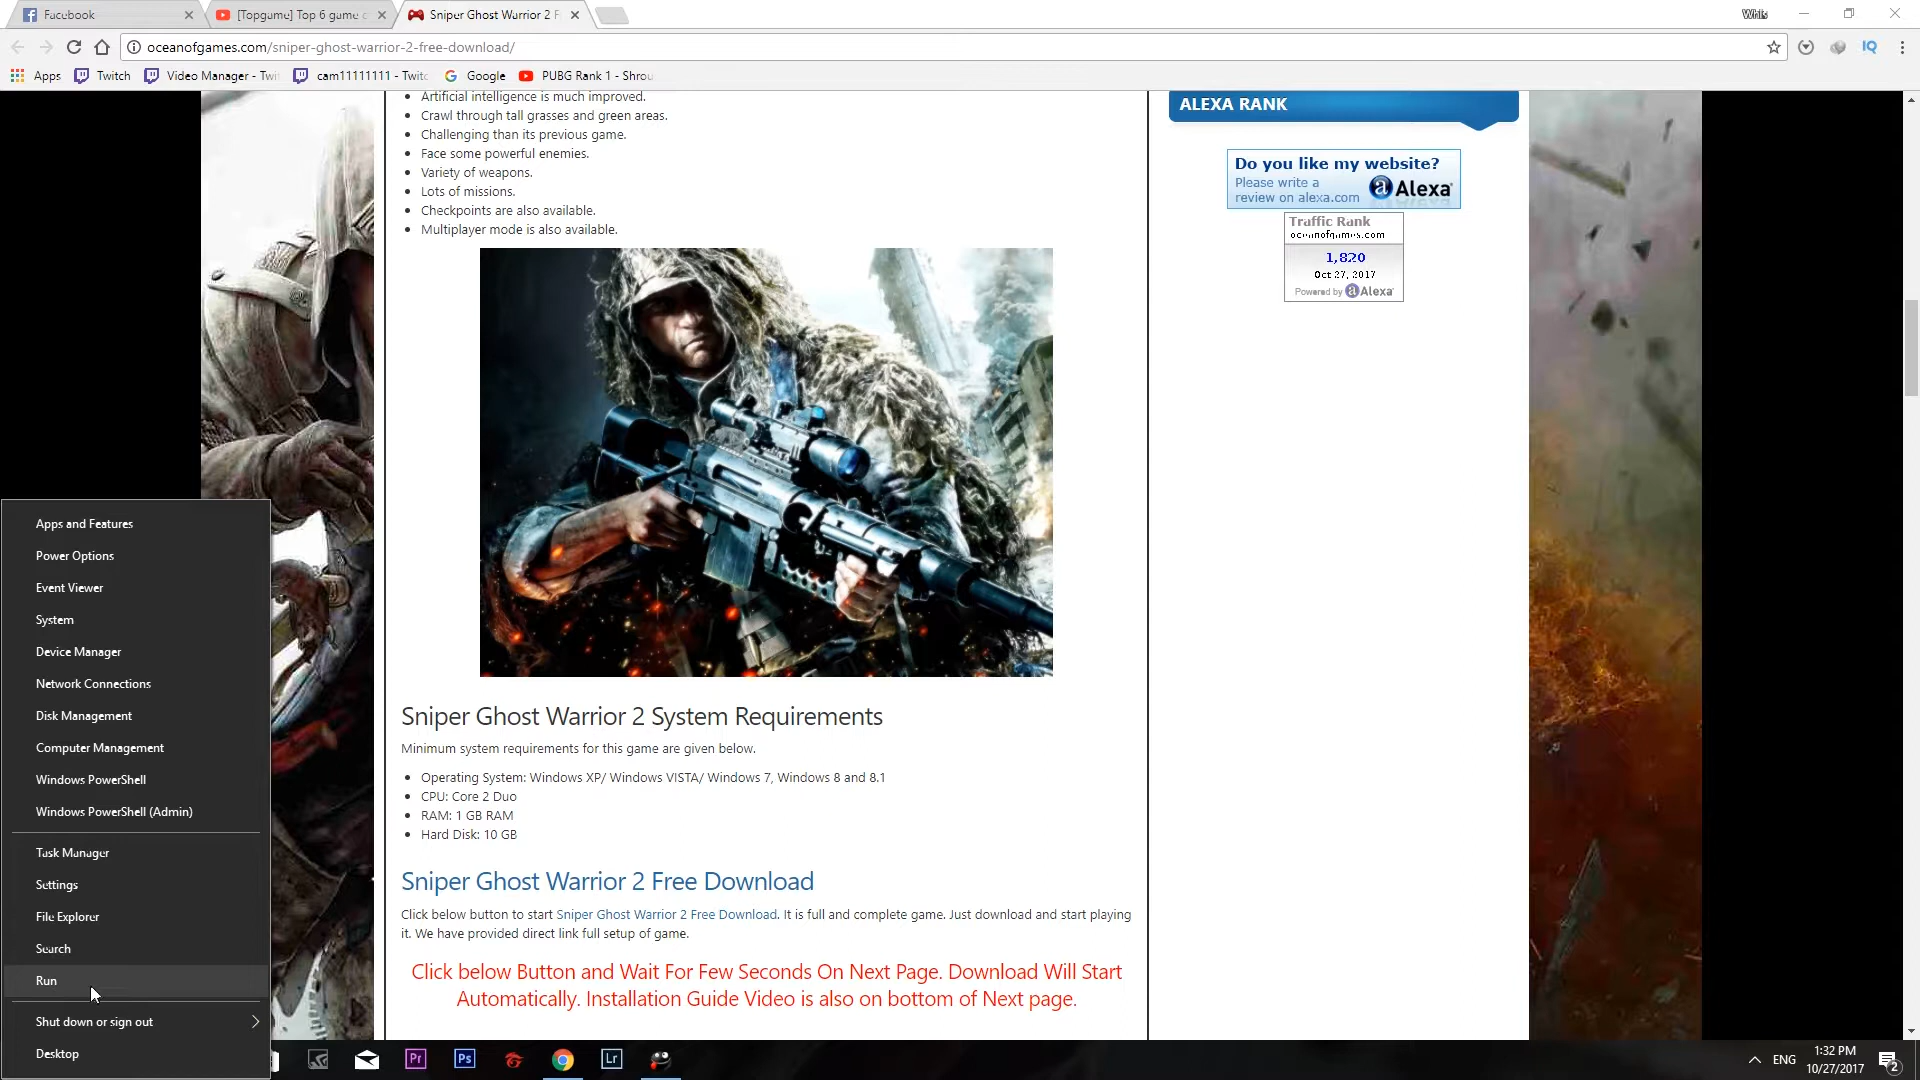 Facebook
[Topgame] Top 6 game c
Sniper Ghost Warrior 2 F
Whis
oceanofgames.com/sniper-ghost-warrior-2-free-download/
IQ
Apps
Twitch
Video Manager - Twi
cam11111111 - Twitc
Google
PUBG Rank 1 - Shrou
Artificial intelligence is much improved.
Crawl through tall grasses and green areas.
Challenging than its previous game.
Face some powerful enemies.
Variety of weapons.
Lots of missions.
Checkpoints are also available.
Multiplayer mode is also available.
ALEXA RANK
Do you like my website?
Please write a
review on alexa.com
a Alexa
Traffic Rank
oceanofgames.com
1,820
Oct 27, 2017
Powered by a Alexa
Sniper Ghost Warrior 2 System Requirements
Minimum system requirements for this game are given below.
Operating System: Windows XP/ Windows VISTA/ Windows 7, Windows 8 and 8.1
CPU: Core 2 Duo
RAM: 1 GB RAM
Hard Disk: 10 GB
Sniper Ghost Warrior 2 Free Download
Click below button to start Sniper Ghost Warrior 2 Free Download. It is full and complete game. Just download and start playing
it. We have provided direct link full setup of game.
Click below Button and Wait For Few Seconds On Next Page. Download Will Start
Automatically. Installation Guide Video is also on bottom of Next page.
Apps and Features
Power Options
Event Viewer
System
Device Manager
Network Connections
Disk Management
Computer Management
Windows PowerShell
Windows PowerShell (Admin)
Task Manager
Settings
File Explorer
Search
Run
Shut down or sign out
Desktop
Pr
Ps
Lr
ENG
1:32 PM
10/27/2017
2